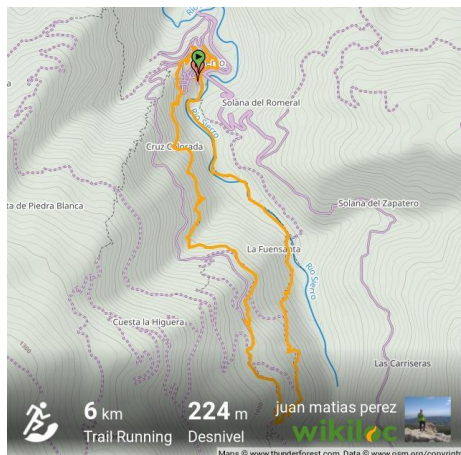 Río Sierro
Solana del Romeral
Cruz Colorada
ta de Piedra Blanca
Solana del Zapatero
La Fuensanta
Río Sierro
Cuesta la Higuera
Las Carriseras
1300
6 km
Trail Running
224 m
Desnivel
juan matias perez
wikiloc
Maps © www.thunderforest.com, Data © www.osm.org/copyright